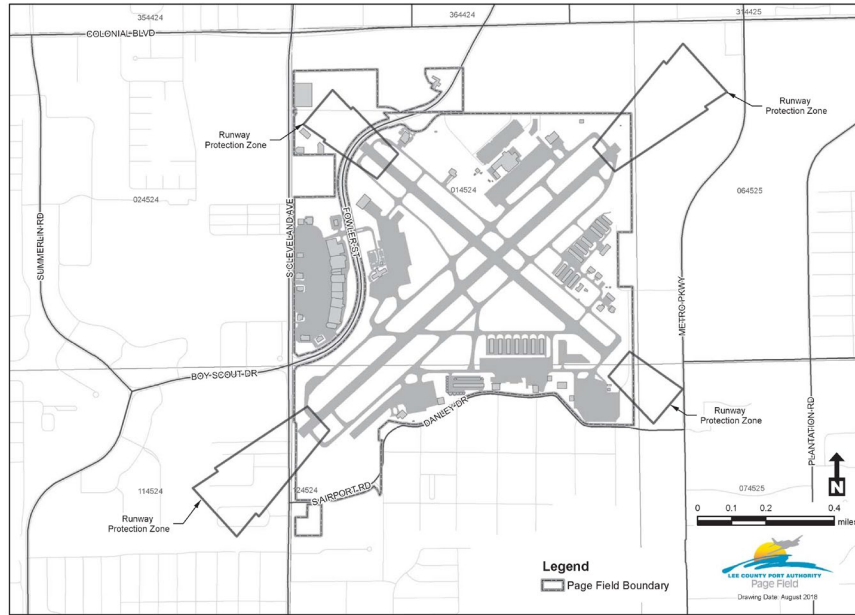 354424
364424
314425
COLONIAL BLVD
Runway
Protection Zone
Runway
Protection Zone
014524
024524
064525
SUMMERLIN RD
S CLEVELAND AVE
FOWLER ST
METRO PKWY
BOY SCOUT DR
DANLEY DR
Runway
Protection Zone
PLANTATION RD
114524
124524
S AIRPORT RD
074525
Runway
Protection Zone
N
0 0.1 0.2 0.4
miles
Legend
Page Field Boundary
LEE COUNTY PORT AUTHORITY
Page Field
Drawing Date: August 2018